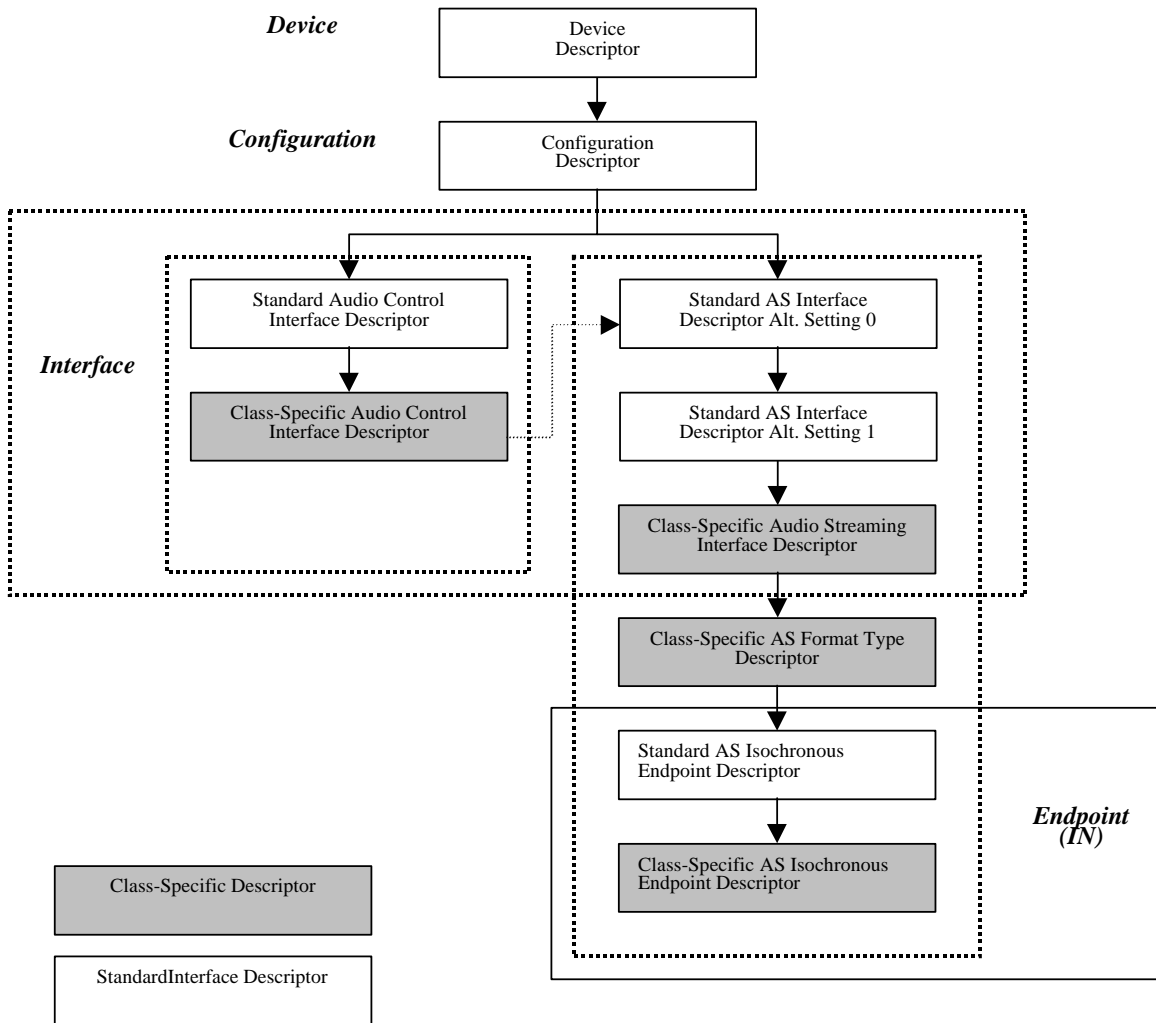 Device
Device
Descriptor
Configuration
Configuration
Descriptor
Standard Audio Control
Interface Descriptor
Standard AS Interface
Descriptor Alt. Setting 0
Interface
Class-Specific Audio Control
Interface Descriptor
Standard AS Interface
Descriptor Alt. Setting 1
Class-Specific Audio Streaming
Interface Descriptor
Class-Specific AS Format Type
Descriptor
Standard AS Isochronous
Endpoint Descriptor
Endpoint
(IN)
Class-Specific AS Isochronous
Endpoint Descriptor
Class-Specific Descriptor
StandardInterface Descriptor